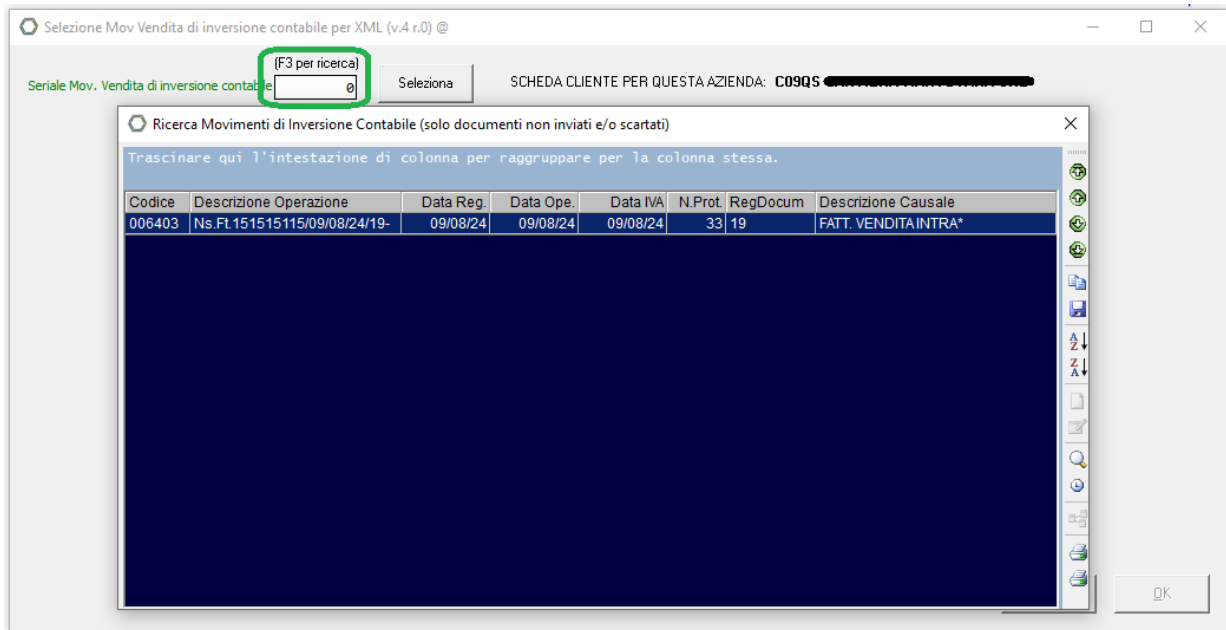 Selezione Mov Vendita di inversione contabile per XML (v.4 r.0) @
(F3 per ricerca)
Seriale Mov. Vendita di inversione contabile 0 Seleziona SCHEDA CLIENTE PER QUESTA AZIENDA: C09QS
Ricerca Movimenti di Inversione Contabile (solo documenti non inviati e/o scartati)
Trascinare qui l'intestazione di colonna per raggruppare per la colonna stessa.
Codice Descrizione Operazione Data Reg. Data Ope. Data IVA N.Prot. RegDocum Descrizione Causale
006403 Ns.Ft.151515115/09/08/24/19- 09/08/24 09/08/24 09/08/24 33 19 FATT. VENDITA INTRA*
OK